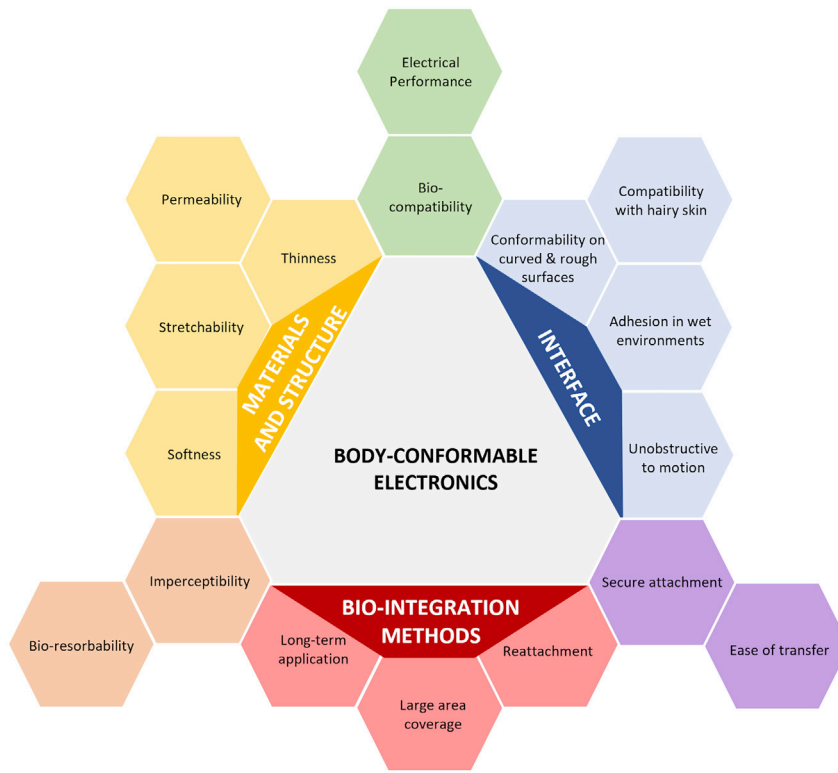 Electrical
Performance
Bio-
compatibility
Permeability
Thinness
Stretchability
Softness
MATERIALS
AND STRUCTURE
Compatibility
with hairy skin
Conformability on
curved & rough
surfaces
Adhesion in wet
environments
Unobstructive
to motion
INTERFACE
BODY-CONFORMABLE
ELECTRONICS
Imperceptibility
Bio-resorbability
BIO-INTEGRATION
METHODS
Long-term
application
Large area
coverage
Reattachment
Secure attachment
Ease of transfer